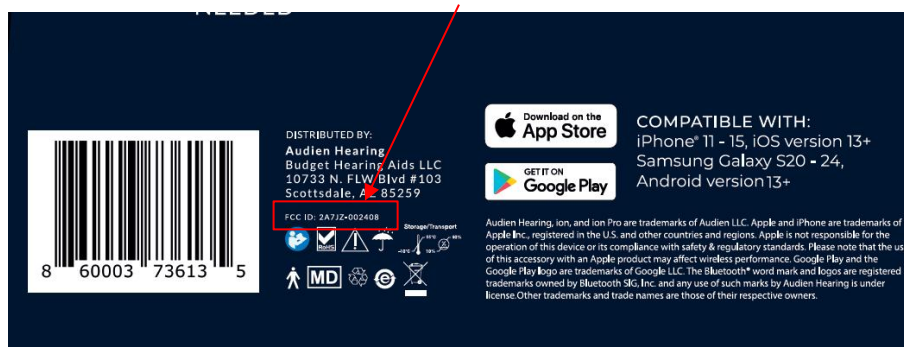 NEEDED
DISTRIBUTED BY:
Audien Hearing
Budget Hearing Aids LLC
10733 N. FLW Blvd #103
Scottsdale, AZ 85259
FCC ID: 2A7JZ-002408
Storage/Transport
RoHS
MD
8 60003 73613 5
Download on the
App Store
GET IT ON
Google Play
COMPATIBLE WITH:
iPhone® 11 - 15, iOS version 13+
Samsung Galaxy S20 - 24,
Android version 13+
Audien Hearing, ion, and ion Pro are trademarks of Audien LLC. Apple and iPhone are trademarks of
Apple Inc., registered in the U.S. and other countries and regions. Apple is not responsible for the
operation of this device or its compliance with safety & regulatory standards. Please note that the us
of this accessory with an Apple product may affect wireless performance. Google Play and the
Google Play logo are trademarks of Google LLC. The Bluetooth® word mark and logos are registered
trademarks owned by Bluetooth SIG, Inc. and any use of such marks by Audien Hearing is under
license.Other trademarks and trade names are those of their respective owners.